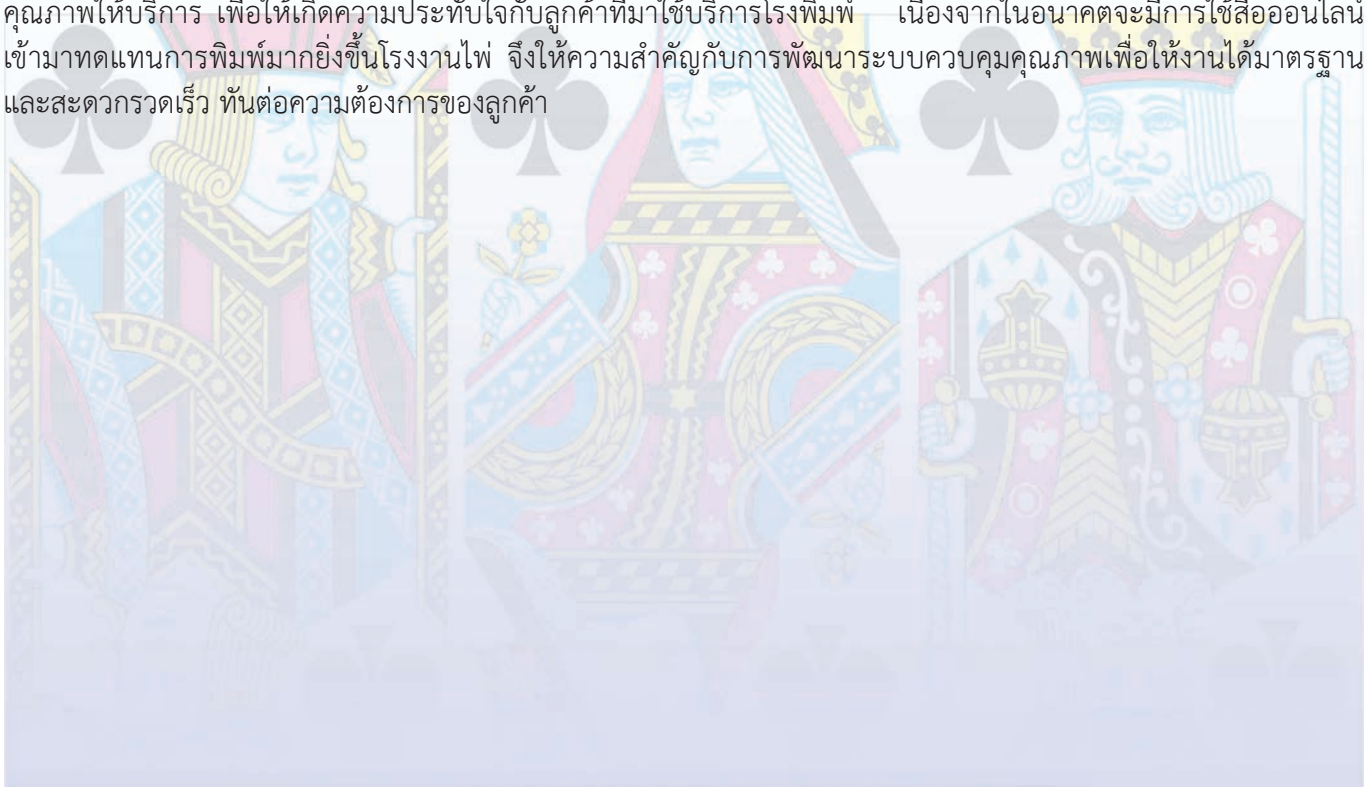 คุณภาพให้บริการ เพื่อให้เกิดความประทับใจกับลูกค้าที่มาใช้บริการโรงพิมพ์ เนื่องจากในอนาคตจะมีการใช้สื่อออนไลน์
เข้ามาทดแทนการพิมพ์มากยิ่งขึ้นโรงงานไพ่ จึงให้ความสำคัญกับการพัฒนาระบบควบคุมคุณภาพเพื่อให้งานได้มาตรฐาน
และสะดวกรวดเร็ว ทันต่อความต้องการของลูกค้า